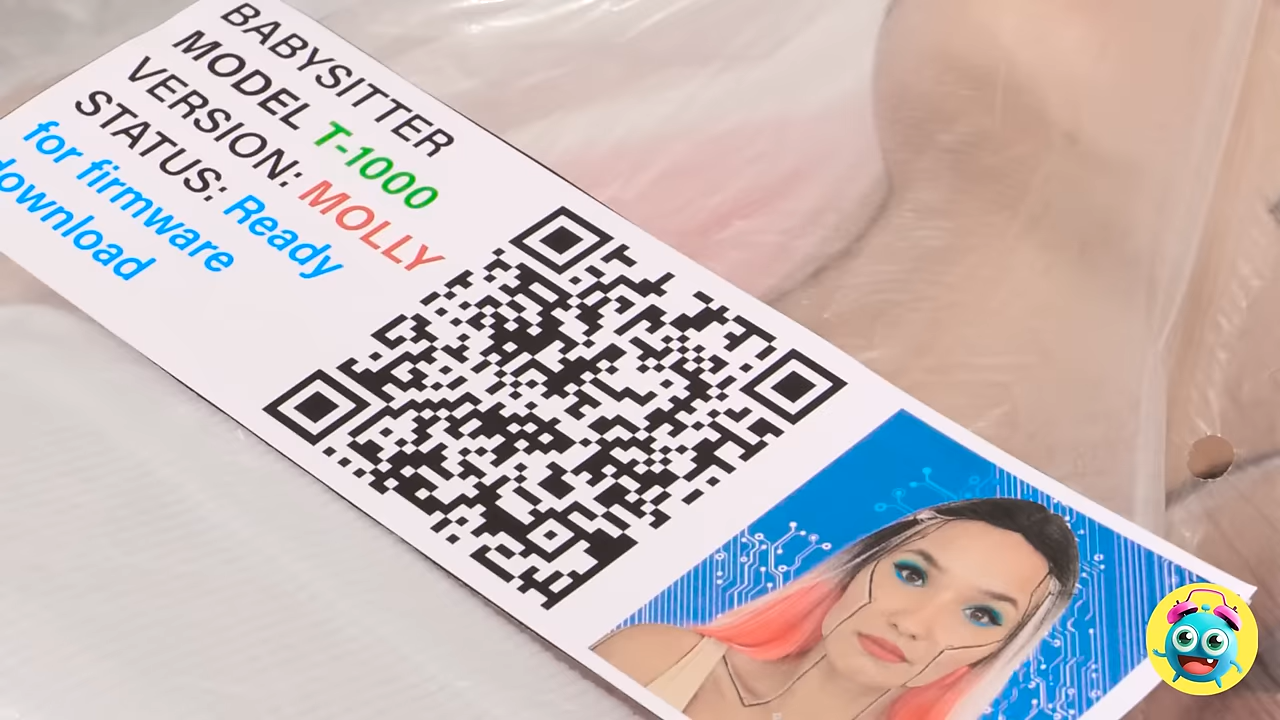 BABYSITTER
MODEL T-1000
VERSION: MOLLY
STATUS: Ready
for firmware
download